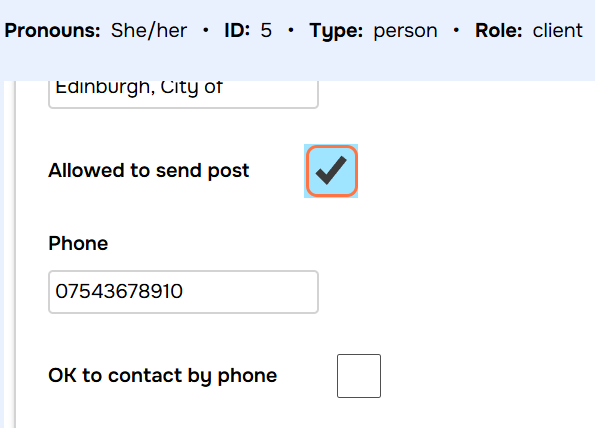 Pronouns: She/her • ID: 5 • Type: person • Role: client
Edinburgh, City of
Allowed to send post
Phone
07543678910
OK to contact by phone